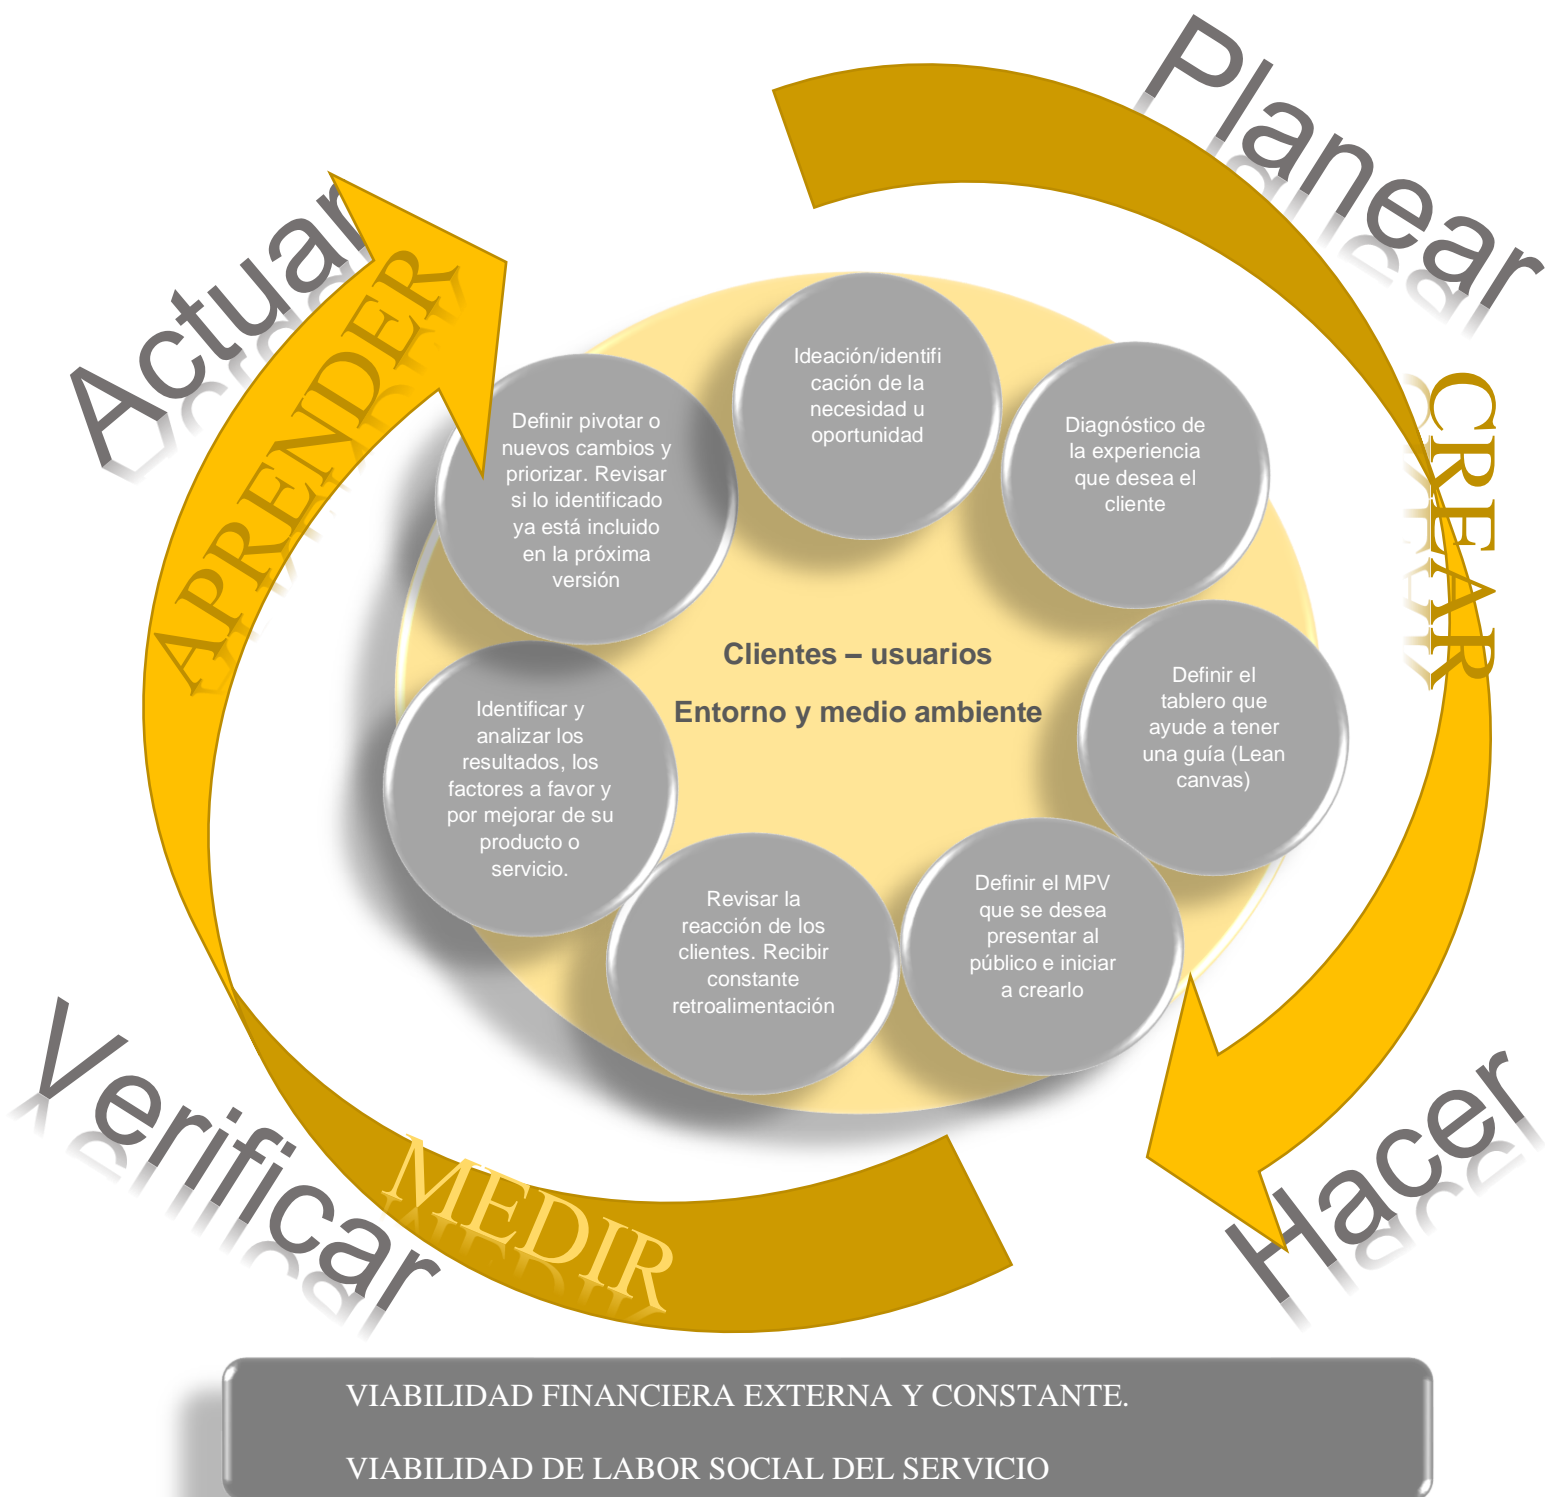 Planear
Actuar
CREAR
APRENDER
Ideación/identifi
cación de la
necesidad u
oportunidad
Diagnóstico de
la experiencia
que desea el
cliente
Definir el
tablero que
ayude a tener
una guía (Lean
canvas)
Definir el MPV
que se desea
presentar al
público e iniciar
a crearlo
Revisar la
reacción de los
clientes. Recibir
constante
retroalimentación
Identificar y
analizar los
resultados, los
factores a favor y
por mejorar de su
producto o
servicio.
Definir pivotar o
nuevos cambios y
priorizar. Revisar
si lo identificado
ya está incluido
en la próxima
versión
Clientes – usuarios
Entorno y medio ambiente
Hacer
Verificar
MEDIR
VIABILIDAD FINANCIERA EXTERNA Y CONSTANTE.
VIABILIDAD DE LABOR SOCIAL DEL SERVICIO